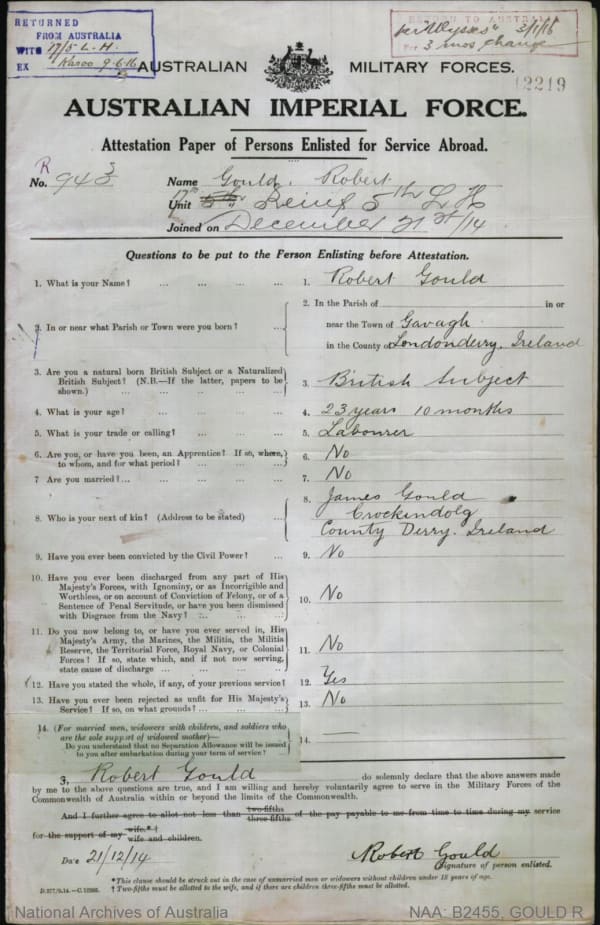 RETURNED
FROM AUSTRALIA
WITH 17/5 L. H.
EX Karoo 9.6.16
RETURN TO AUSTRALIA
per "Ulysses" 3/1/16
For 3 mos change
12219
AUSTRALIAN MILITARY FORCES.
AUSTRALIAN IMPERIAL FORCE.
Attestation Paper of Persons Enlisted for Service Abroad.
R
No. 943
Name Gould, Robert
Unit Reinf 5th L H
Joined on December 21st/14
Questions to be put to the Person Enlisting before Attestation.
1. What is your Name? ... ... ... ...
1. Robert Gould
2. In or near what Parish or Town were you born? ...
2. In the Parish of in or
near the Town of Gavagh
in the County of Londonderry, Ireland
3. Are you a natural born British Subject or a Naturalized
British Subject? (N.B.—If the latter, papers to be
shown.) ... ... ... ... ...
3. British Subject
4. What is your age? ... ... ... ...
4. 23 years 10 months
5. What is your trade or calling? ... ... ...
5. Labourer
6. Are you, or have you been, an Apprentice? If so, where,
to whom, and for what period? ... ... ...
6. No
7 Are you married?... ... ... ... ...
7. No
8. Who is your next of kin? (Address to be stated) ...
8. James Gould
Crockindolg
County Derry. Ireland
9. Have you ever been convicted by the Civil Power? ...
9. No
10. Have you ever been discharged from any part of His
Majesty's Forces, with Ignominy, or as Incorrigible and
Worthless, or on account of Conviction of Felony, or of a
Sentence of Penal Servitude, or have you been dismissed
with Disgrace from the Navy? ... ... ...
10. No
11. Do you now belong to, or have you ever served in, His
Majesty's Army, the Marines, the Militia, the Militia
Reserve, the Territorial Force, Royal Navy, or Colonial
Forces? If so, state which, and if not now serving,
state cause of discharge ... ... ... ...
11. No
12. Have you stated the whole, if any, of your previous service?
12. Yes
13. Have you ever been rejected as unfit for His Majesty's
Service? If so, on what grounds? ... ... ...
13. No
14. (For married men, widowers with children, and soldiers who
are the sole support of widowed mother)—
Do you understand that no Separation Allowance will be issued
to you after embarkation during your term of service?
14. —
I, Robert Gould do solemnly declare that the above answers made
by me to the above questions are true, and I am willing and hereby voluntarily agree to serve in the Military Forces of the
Commonwealth of Australia within or beyond the limits of the Commonwealth.
And I further agree to allot not less than two-fifths three-fifths of the pay payable to me from time to time during my service
for the support of my wife.* † wife and children.
Date 21/12/14
Robert Gould
Signature of person enlisted.
*This clause should be struck out in the case of unmarried men or widowers without children under 18 years of age.
† Two-fifths must be allotted to the wife, and if there are children three-fifths must be allotted.
D.277/9.14.—C.12986.
National Archives of Australia
NAA: B2455, GOULD R